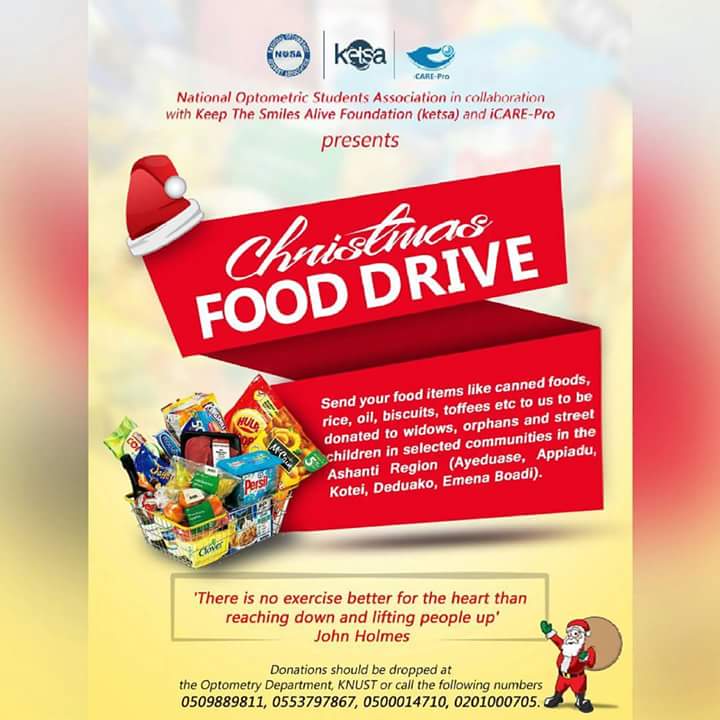 NOSA
ketsa
iCARE-Pro
National Optometric Students Association in collaboration
with Keep The Smiles Alive Foundation (ketsa) and iCARE-Pro
presents
Christmas
FOOD DRIVE
Send your food items like canned foods,
rice, oil, biscuits, toffees etc to us to be
donated to widows, orphans and street
children in selected communities in the
Ashanti Region (Ayeduase, Appiadu,
Kotei, Deduako, Emena Boadi).
HULA
McCain
Persil
Clover
'There is no exercise better for the heart than
reaching down and lifting people up'
John Holmes
Donations should be dropped at
the Optometry Department, KNUST or call the following numbers
0509889811, 0553797867, 0500014710, 0201000705.